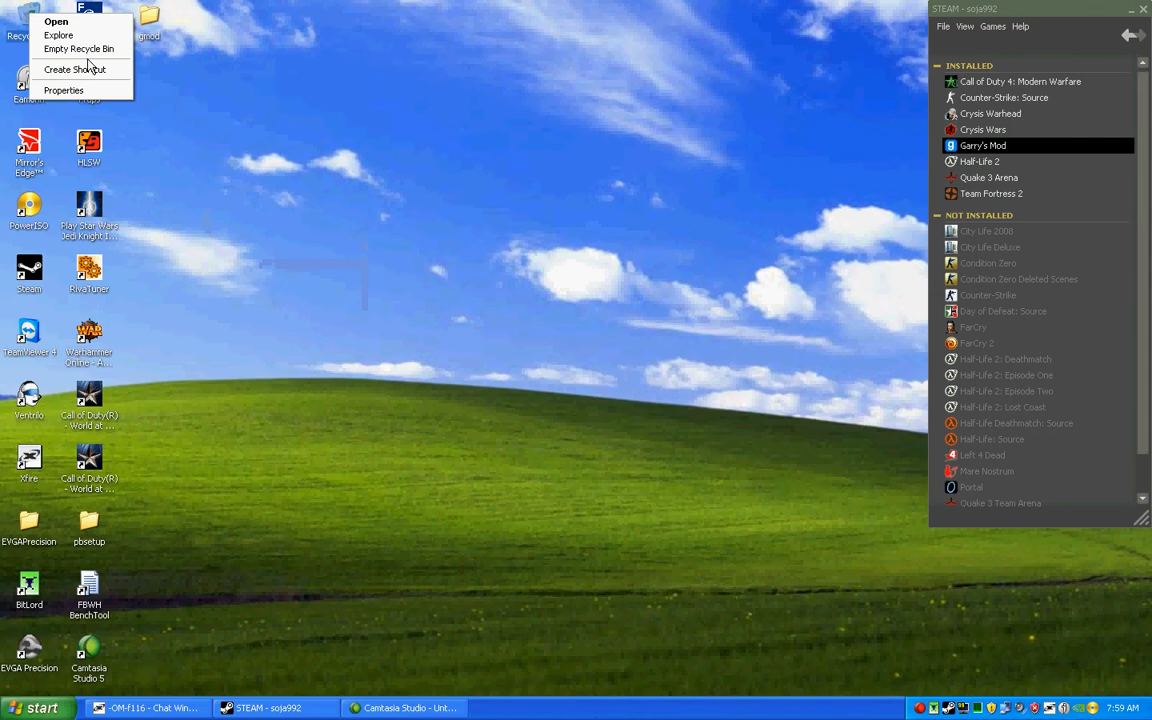 Open
Explore
Empty Recycle Bin
Create Shortcut
Properties
gmod
Mirror's
Edge™
HLSW
PowerISO
Play Star Wars
Jedi Knight I...
Steam
RivaTuner
TeamViewer 4
Warhammer
Online - A...
Ventrilo
Call of Duty(R)
- World at ...
Xfire
Call of Duty(R)
- World at ...
EVGAPrecision
pbsetup
BitLord
FBWH
BenchTool
EVGA Precision
Camtasia
Studio 5
STEAM - soja992
File View Games Help
INSTALLED
Call of Duty 4: Modern Warfare
Counter-Strike: Source
Crysis Warhead
Crysis Wars
Garry's Mod
Half-Life 2
Quake 3 Arena
Team Fortress 2
NOT INSTALLED
City Life 2008
City Life Deluxe
Condition Zero
Condition Zero Deleted Scenes
Counter-Strike
Day of Defeat: Source
FarCry
FarCry 2
Half-Life 2: Deathmatch
Half-Life 2: Episode One
Half-Life 2: Episode Two
Half-Life 2: Lost Coast
Half-Life Deathmatch: Source
Half-Life: Source
Left 4 Dead
Mare Nostrum
Portal
Quake 3 Team Arena
start
-OM-f116 - Chat Win...
STEAM - soja992
Camtasia Studio - Unt...
7:59 AM